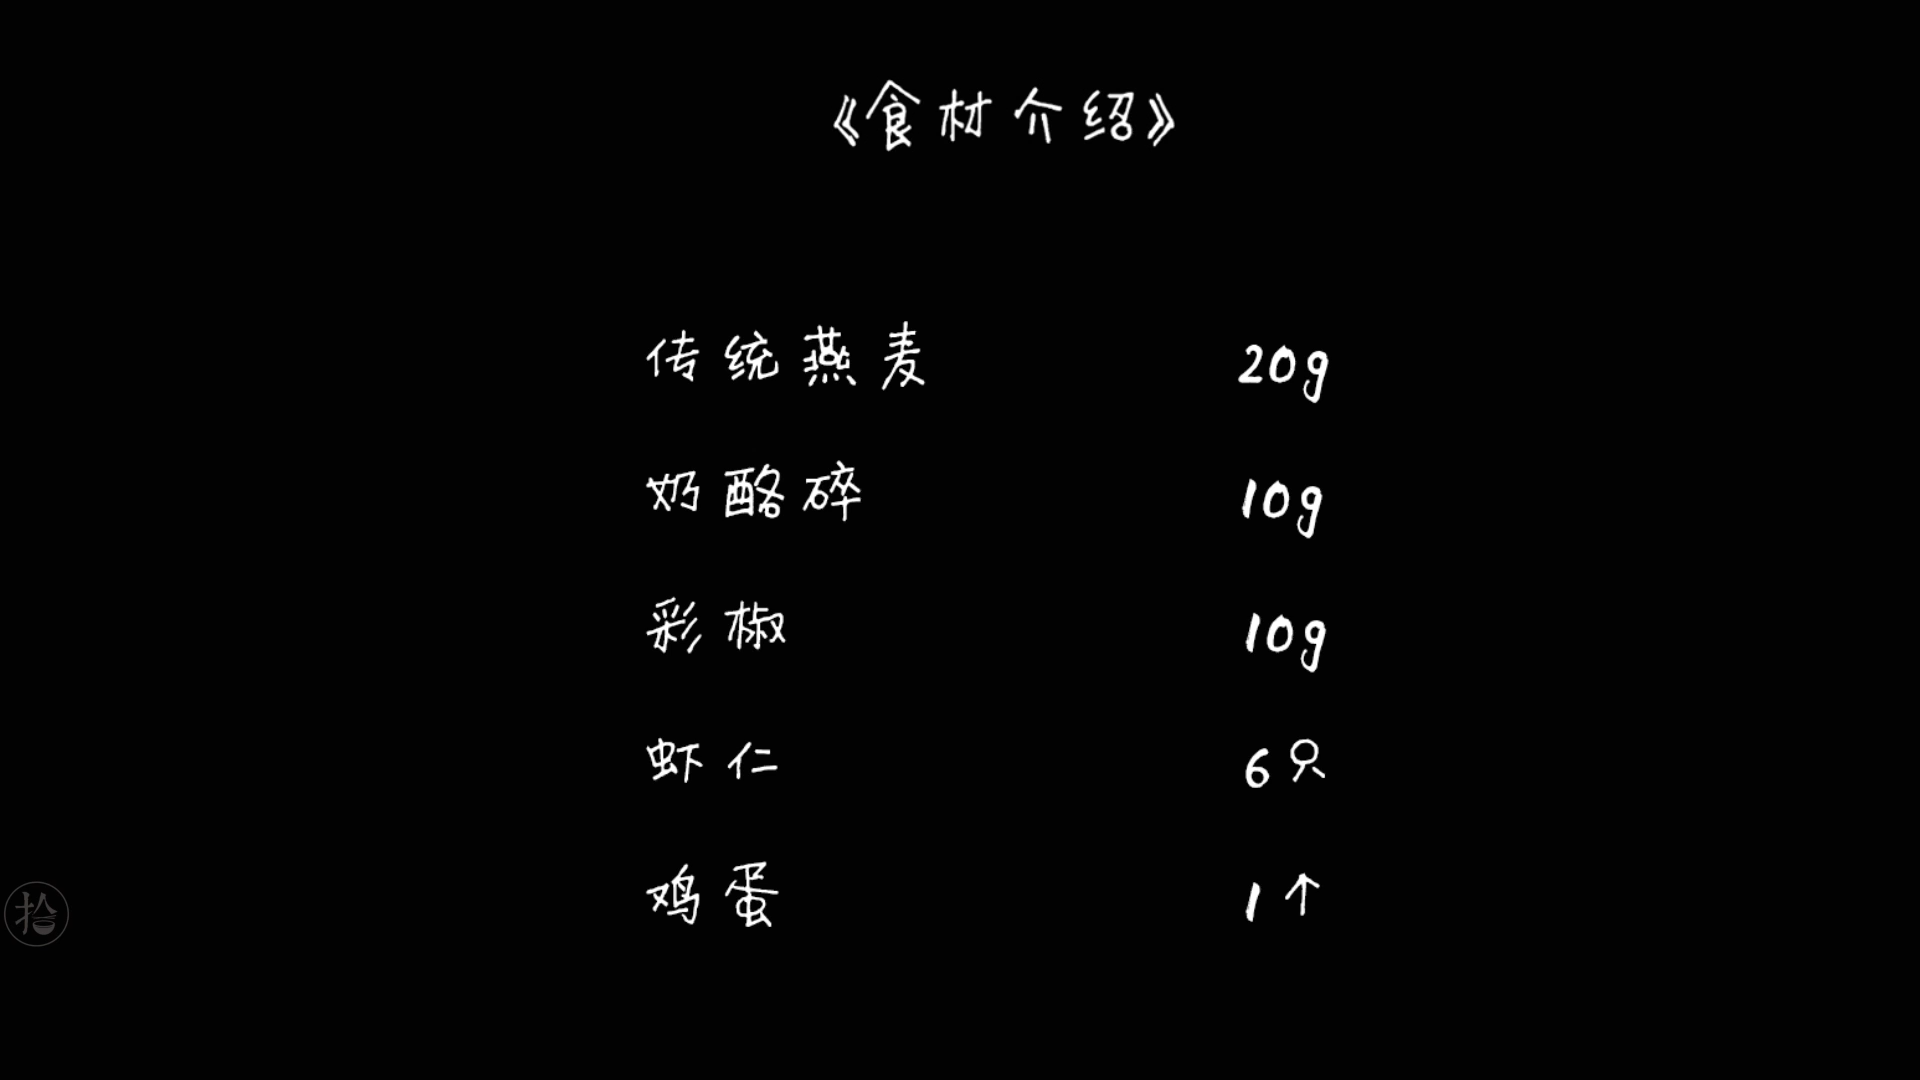 《食材介绍》
传统燕麦 20g
奶酪碎 10g
彩椒 10g
虾仁 6只
鸡蛋 1个
拾